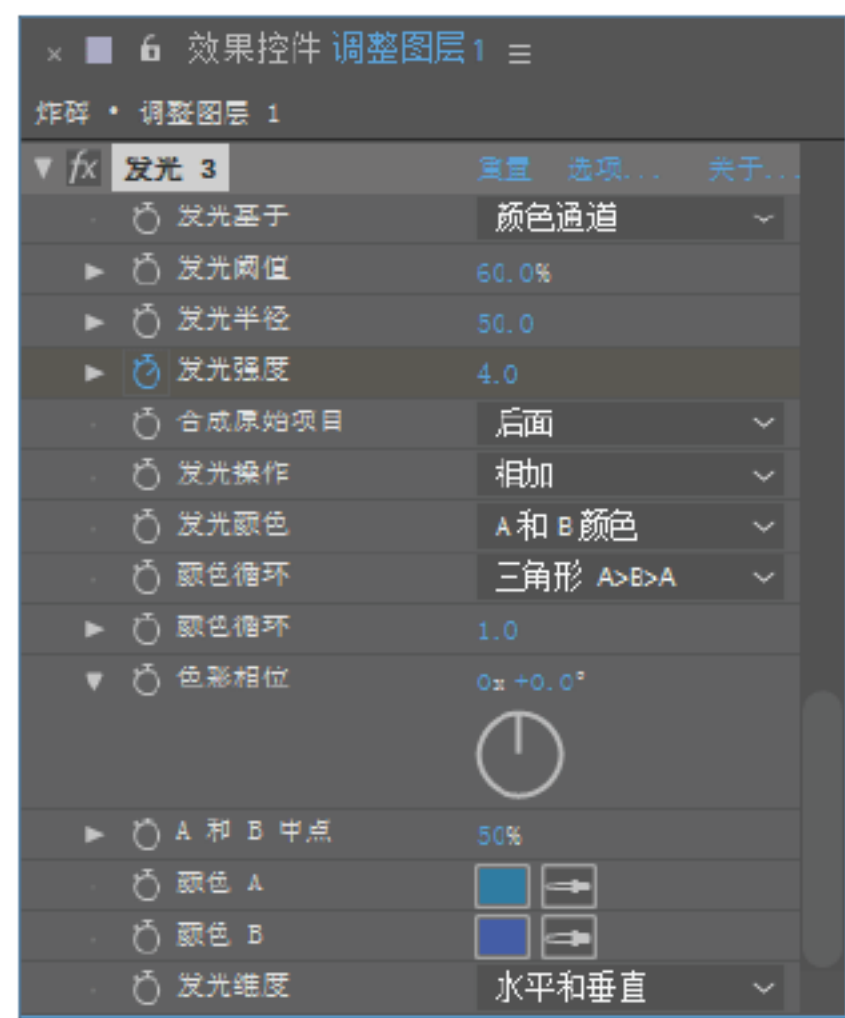 × 效果控件 调整图层 1 ≡
炸碎 • 调整图层 1
fx 发光 3 重置 选项... 关于...
发光基于 颜色通道
发光阈值 60.0%
发光半径 50.0
发光强度 4.0
合成原始项目 后面
发光操作 相加
发光颜色 A 和 B 颜色
颜色循环 三角形 A>B>A
颜色循环 1.0
色彩相位 0x +0.0°
A 和 B 中点 50%
颜色 A
颜色 B
发光维度 水平和垂直